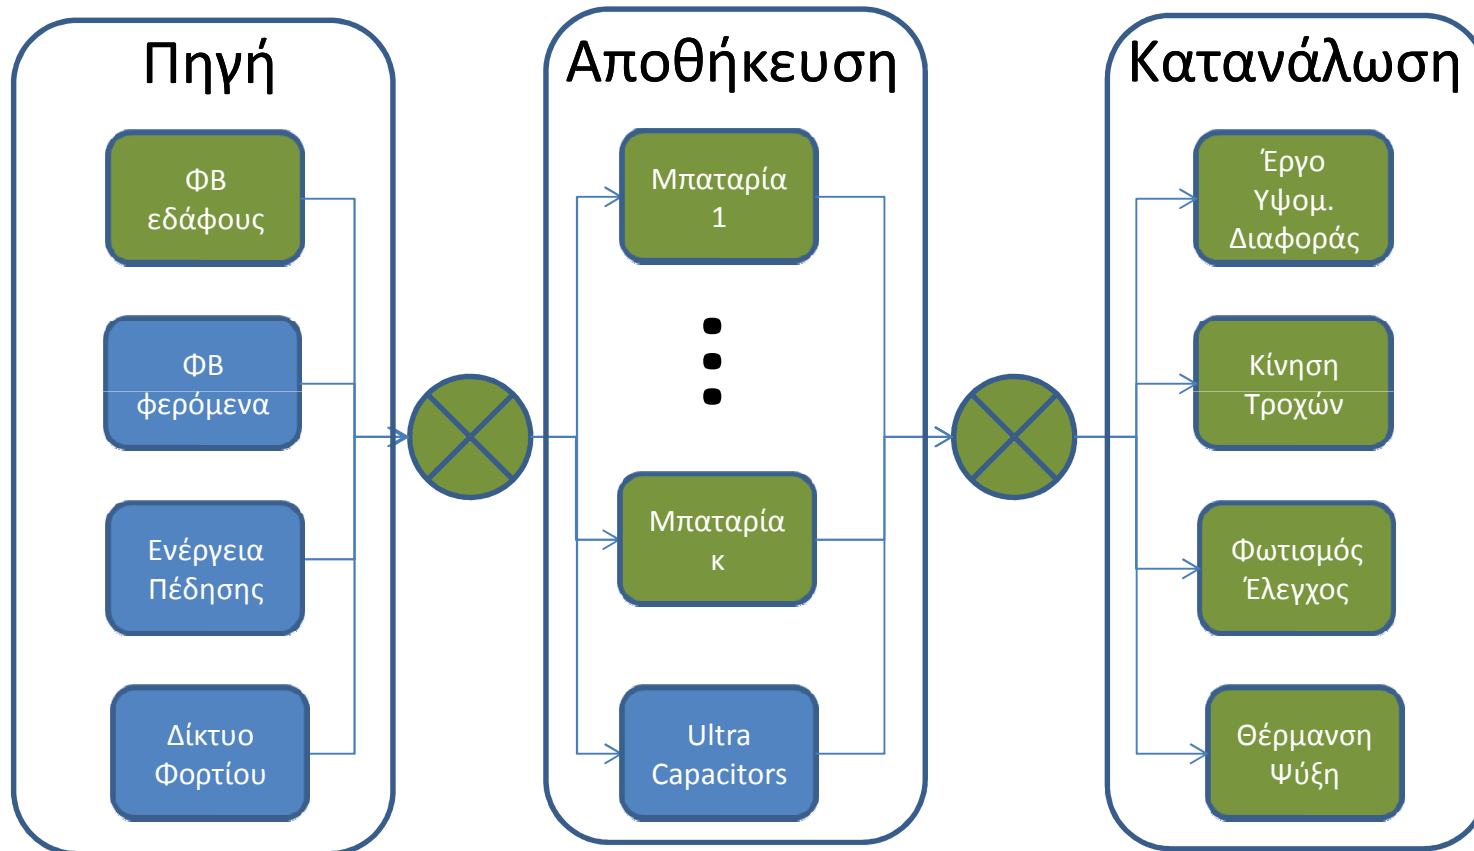 Πηγή
ΦΒ
εδάφους
ΦΒ
φερόμενα
Ενέργεια
Πέδησης
Δίκτυο
Φορτίου
Αποθήκευση
Μπαταρία
1
Μπαταρία
κ
Ultra
Capacitors
Κατανάλωση
Έργο
Υψομ.
Διαφοράς
Κίνηση
Τροχών
Φωτισμός
Έλεγχος
Θέρμανση
Ψύξη